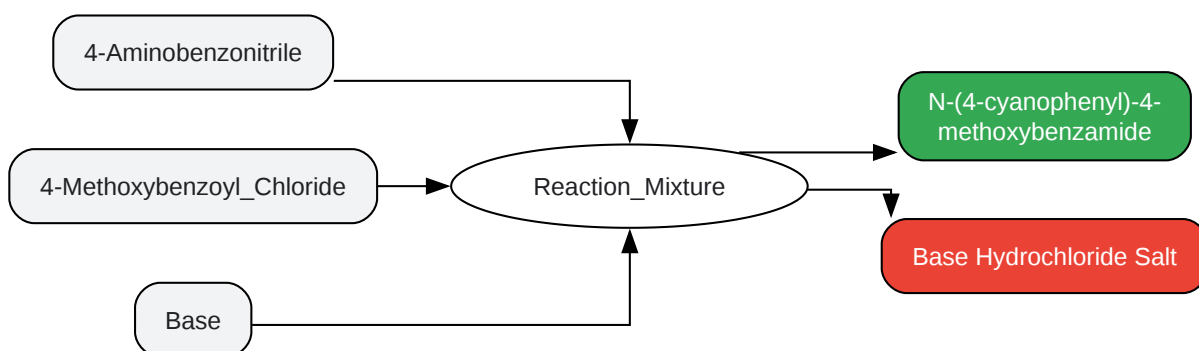 4-Aminobenzonitrile
4-Methoxybenzoyl_Chloride
Base
Reaction_Mixture
N-(4-cyanophenyl)-4-
methoxybenzamide
Base Hydrochloride Salt